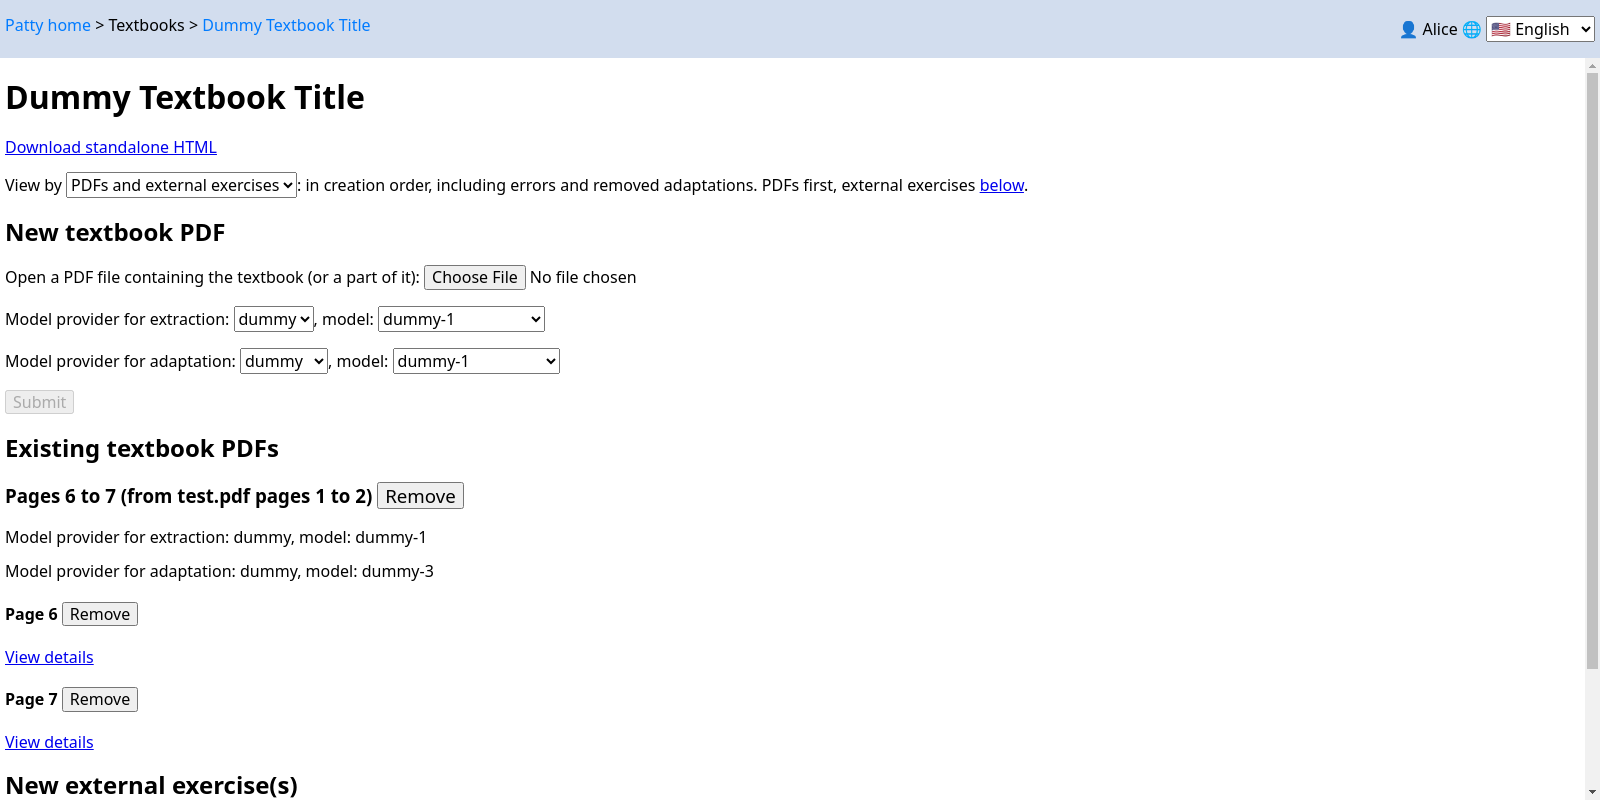 Patty home > Textbooks > Dummy Textbook Title
👤 Alice 🌐 🇺🇸 English
Dummy Textbook Title
Download standalone HTML
View by PDFs and external exercises: in creation order, including errors and removed adaptations. PDFs first, external exercises below.
New textbook PDF
Open a PDF file containing the textbook (or a part of it): Choose File No file chosen
Model provider for extraction: dummy, model: dummy-1
Model provider for adaptation: dummy, model: dummy-1
Submit
Existing textbook PDFs
Pages 6 to 7 (from test.pdf pages 1 to 2) Remove
Model provider for extraction: dummy, model: dummy-1
Model provider for adaptation: dummy, model: dummy-3
Page 6 Remove
View details
Page 7 Remove
View details
New external exercise(s)